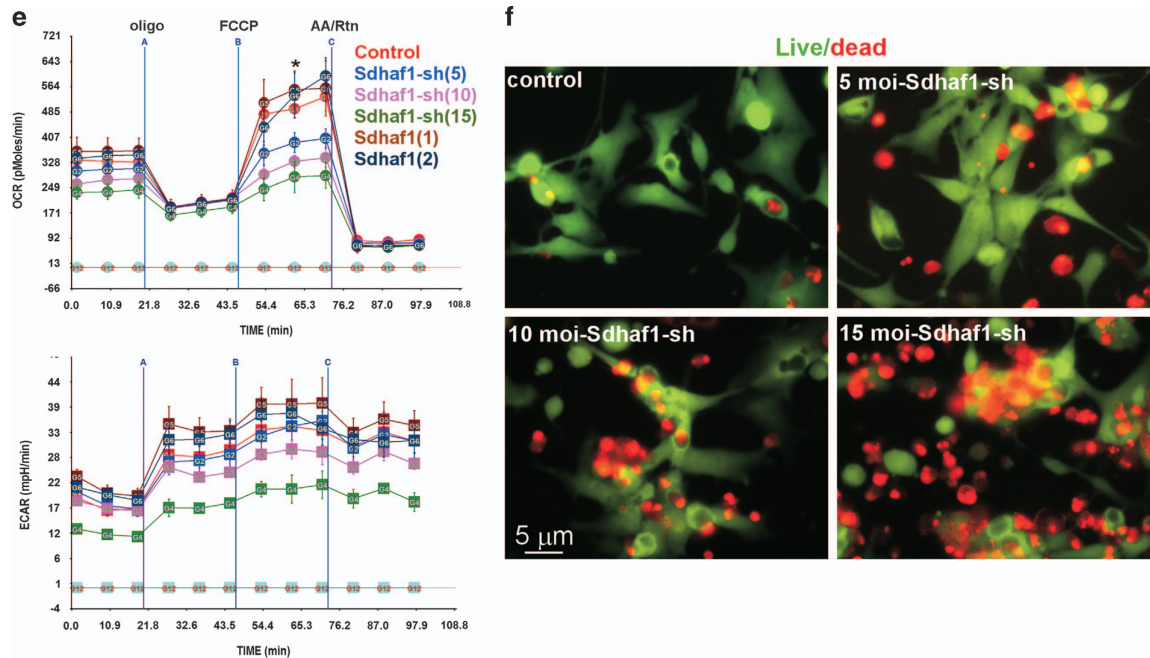 e
oligo FCCP AA/Rtn
A B C
721
643
564
485
407
328
249
171
92
13
-66
OCR (pMoles/min)
*
Control
Sdhaf1-sh(5)
Sdhaf1-sh(10)
Sdhaf1-sh(15)
Sdhaf1(1)
Sdhaf1(2)
0.0 10.9 21.8 32.6 43.5 54.4 65.3 76.2 87.0 97.9 108.8
TIME (min)
A B C
44
39
33
28
22
17
12
6
1
-4
ECAR (mpH/min)
0.0 10.9 21.8 32.6 43.5 54.4 65.3 76.2 87.0 97.9 108.8
TIME (min)
f
Live/dead
control
5 moi-Sdhaf1-sh
10 moi-Sdhaf1-sh
15 moi-Sdhaf1-sh
5 μm